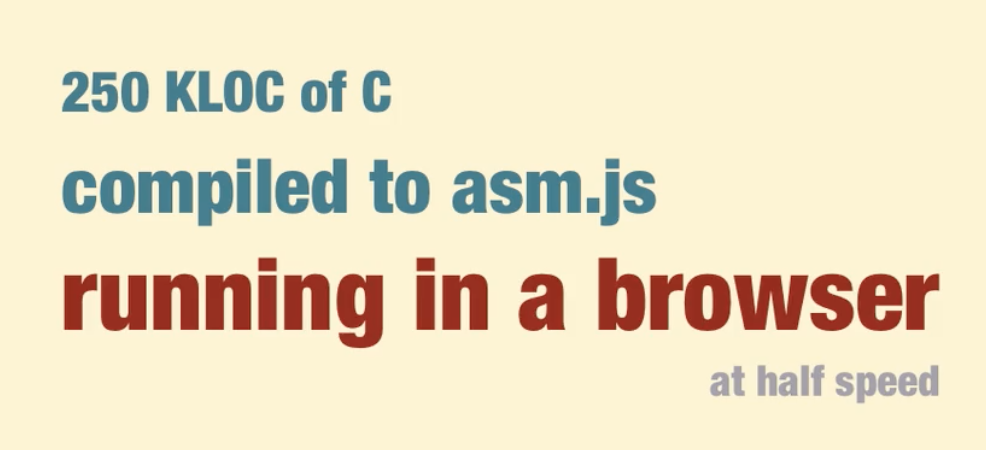 250 KLOC of C
compiled to asm.js
running in a browser
at half speed